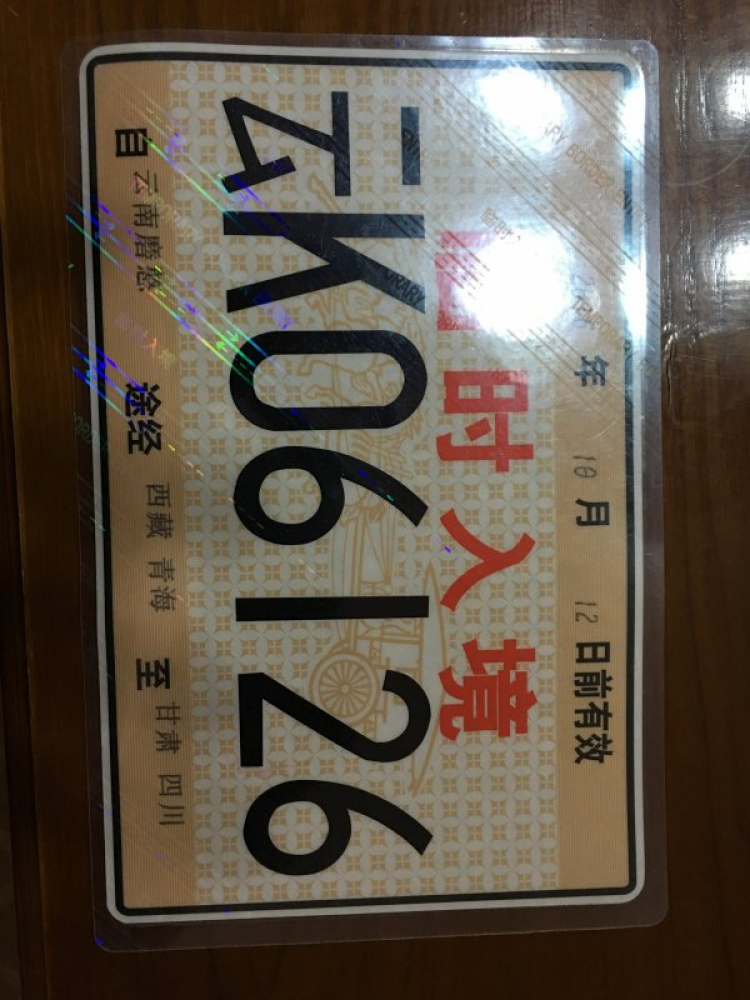 年 10 月 12 日前有效
临时入境
云K06126
自 云南磨憨 途经 西藏 青海 至 甘肃 四川